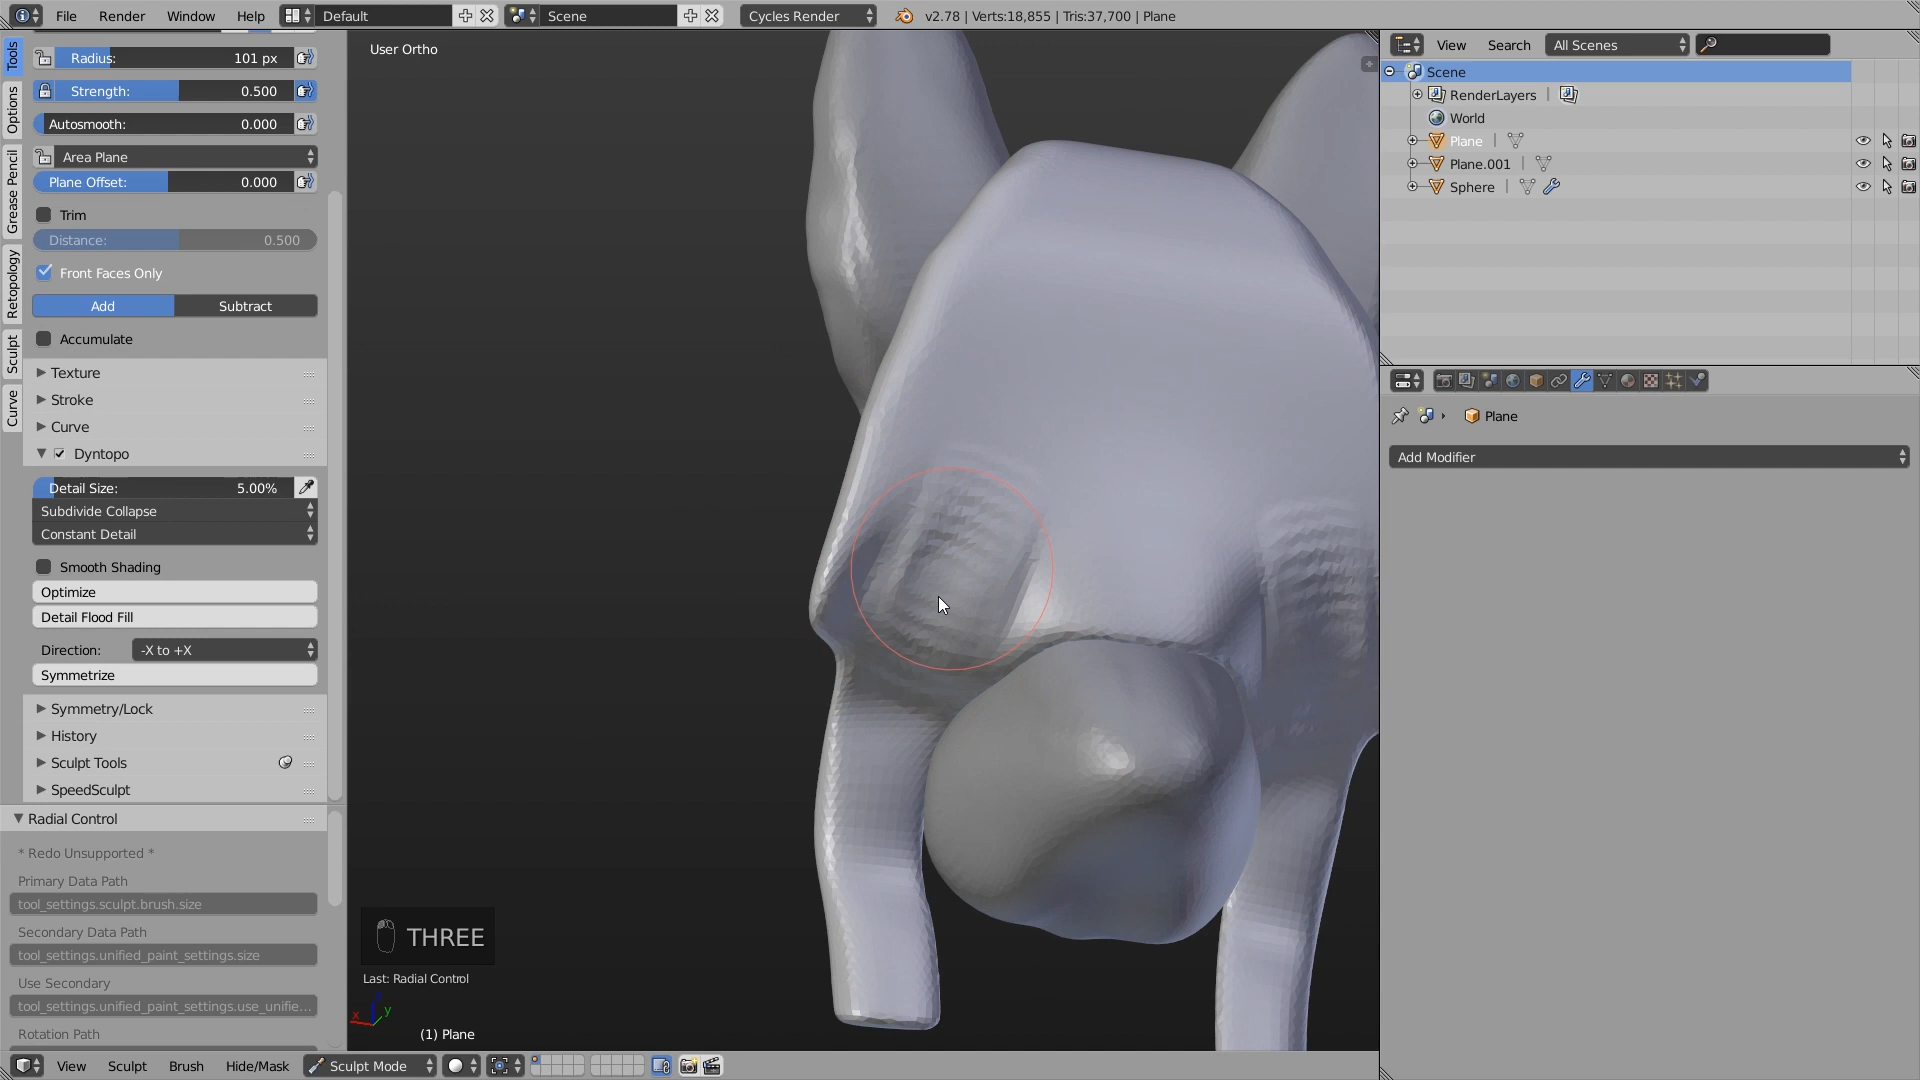 File Render Window Help Default Scene Cycles Render v2.78 | Verts:18,855 | Tris:37,700 | Plane
Tools
Options
Grease Pencil
Retopology
Sculpt
Curve
Radius: 101 px
Strength: 0.500
Autosmooth: 0.000
Area Plane
Plane Offset: 0.000
Trim
Distance: 0.500
Front Faces Only
Add Subtract
Accumulate
Texture
Stroke
Curve
Dyntopo
Detail Size: 5.00%
Subdivide Collapse
Constant Detail
Smooth Shading
Optimize
Detail Flood Fill
Direction: -X to +X
Symmetrize
Symmetry/Lock
History
Sculpt Tools
SpeedSculpt
Radial Control
* Redo Unsupported *
Primary Data Path
tool_settings.sculpt.brush.size
Secondary Data Path
tool_settings.unified_paint_settings.size
Use Secondary
tool_settings.unified_paint_settings.use_unifie...
Rotation Path
User Ortho
THREE
Last: Radial Control
x y
(1) Plane
View Sculpt Brush Hide/Mask Sculpt Mode
View Search All Scenes
Scene
RenderLayers
World
Plane
Plane.001
Sphere
Plane
Add Modifier